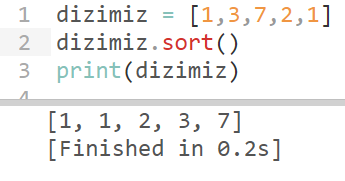 1 dizimiz = [1,3,7,2,1]
2 dizimiz.sort()
3 print(dizimiz)
4
[1, 1, 2, 3, 7]
[Finished in 0.2s]